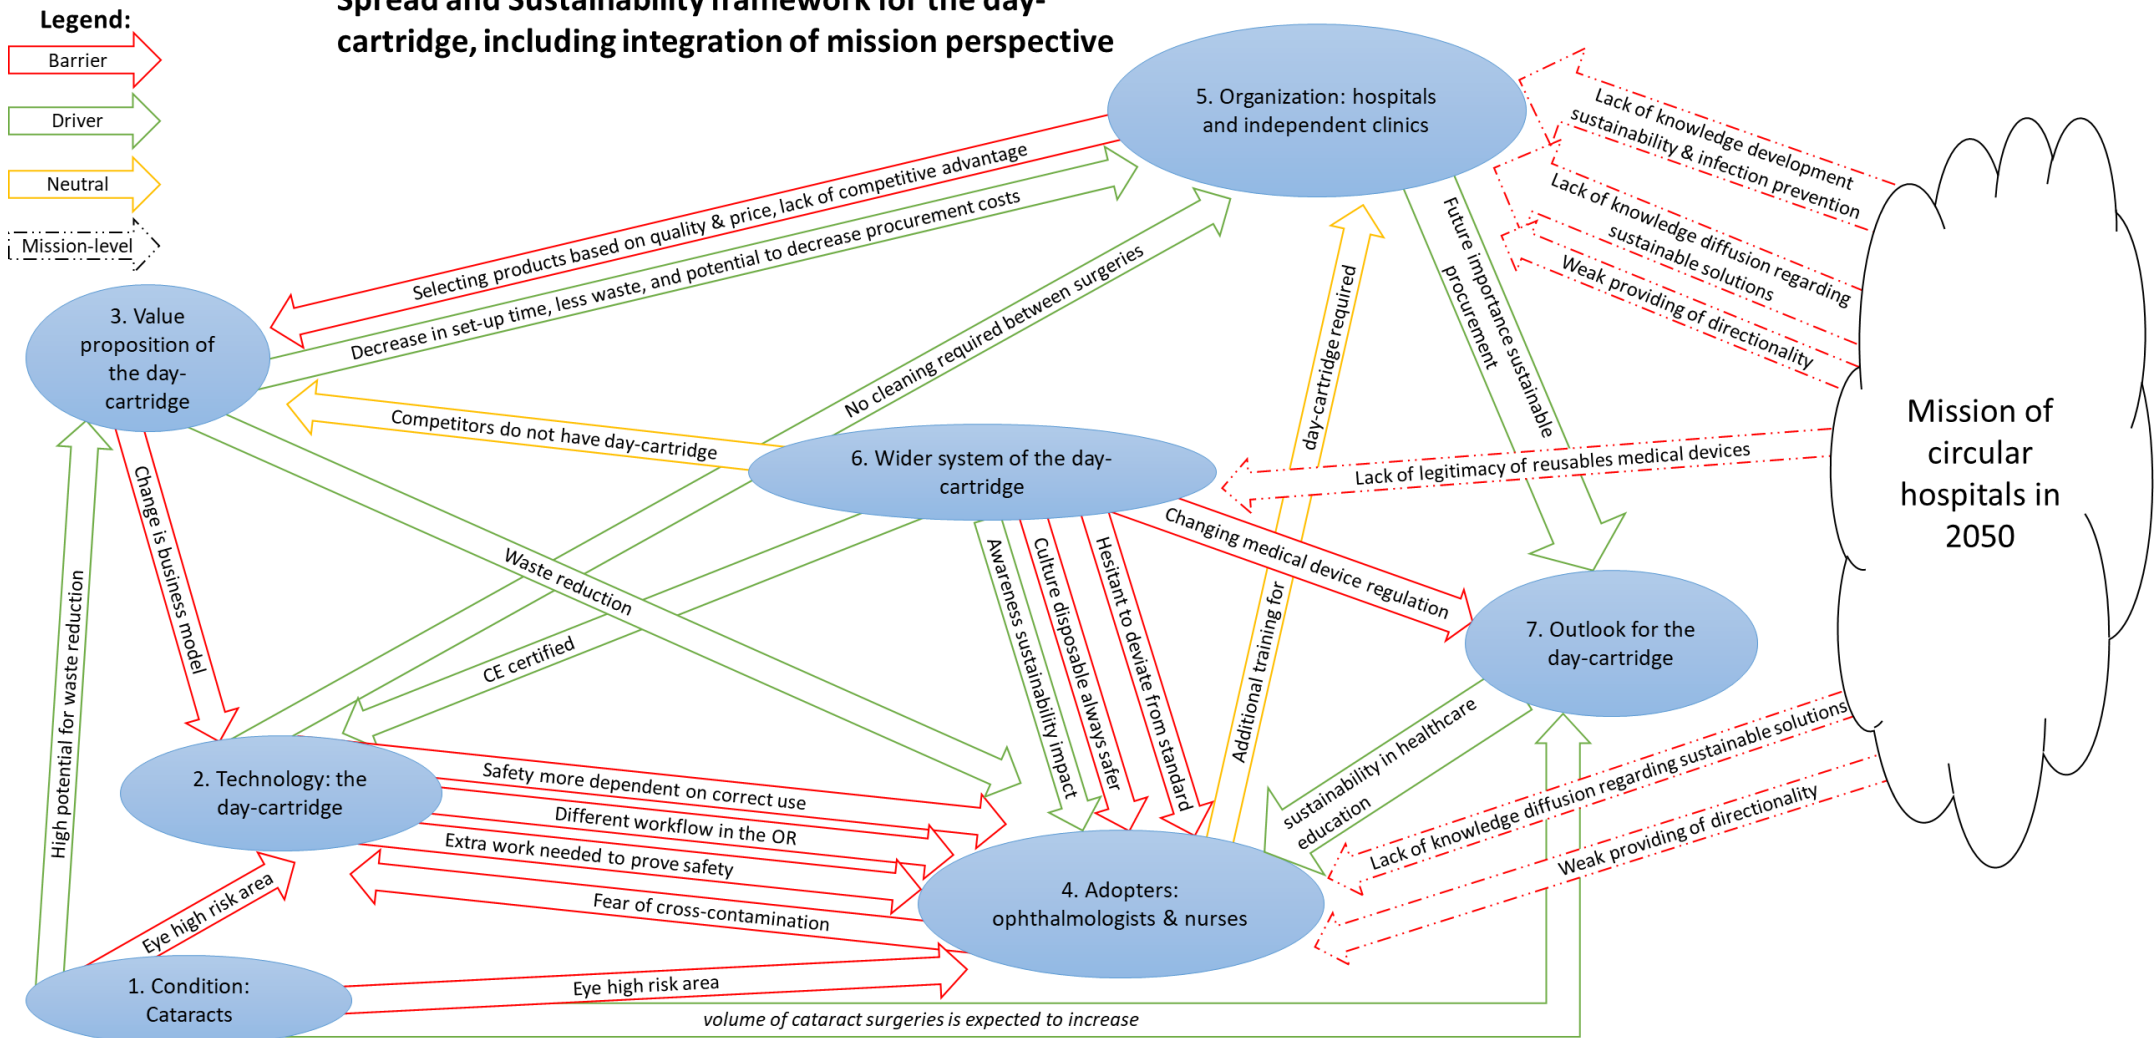 Spread and Sustainability framework for the day-
cartridge, including integration of mission perspective
Legend:
Barrier
Driver
Neutral
Mission-level
5. Organization: hospitals
and independent clinics
Lack of knowledge development
sustainability & infection prevention
Lack of knowledge diffusion regarding
sustainable solutions
Weak providing of directionality
Selecting products based on quality & price, lack of competitive advantage
Decrease in set-up time, less waste, and potential to decrease procurement costs
No cleaning required between surgeries
Future importance sustainable
procurement
3. Value
proposition of
the day-
cartridge
Competitors do not have day-cartridge
6. Wider system of the day-
cartridge
Additional training for
day-cartridge required
Lack of legitimacy of reusables medical devices
Mission of
circular
hospitals in
2050
Change is business model
Waste reduction
CE certified
Awareness sustainability impact
Culture disposable always safer
Hesitant to deviate from standard
Changing medical device regulation
7. Outlook for the
day-cartridge
High potential for waste reduction
2. Technology: the
day-cartridge
Safety more dependent on correct use
Different workflow in the OR
Extra work needed to prove safety
Fear of cross-contamination
sustainability in healthcare
education
Lack of knowledge diffusion regarding sustainable solutions
Weak providing of directionality
4. Adopters:
ophthalmologists & nurses
Eye high risk area
1. Condition:
Cataracts
Eye high risk area
volume of cataract surgeries is expected to increase